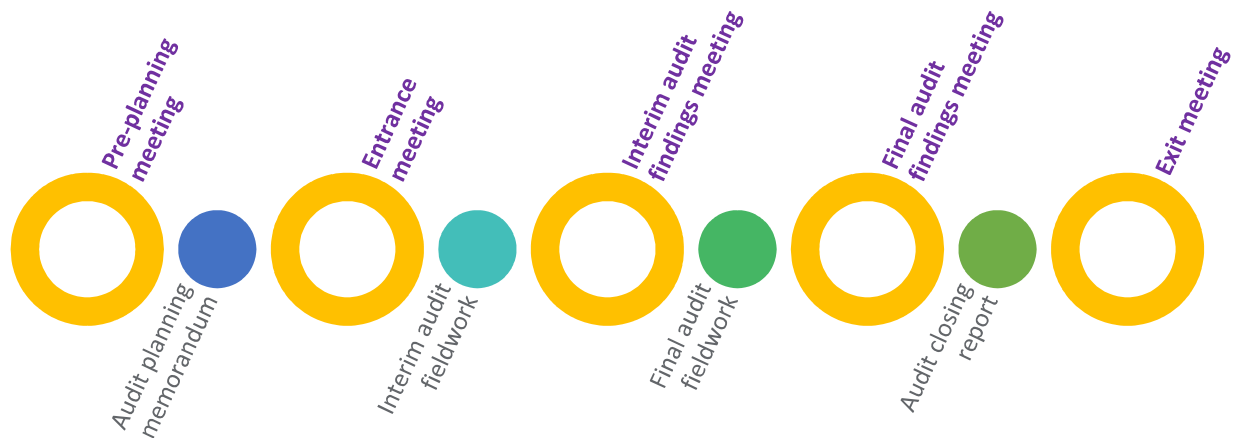 Pre-planning
meeting
Audit planning
memorandum
Entrance
meeting
Interim audit
fieldwork
Interim audit
findings meeting
Final audit
fieldwork
Final audit
findings meeting
Audit closing
report
Exit meeting